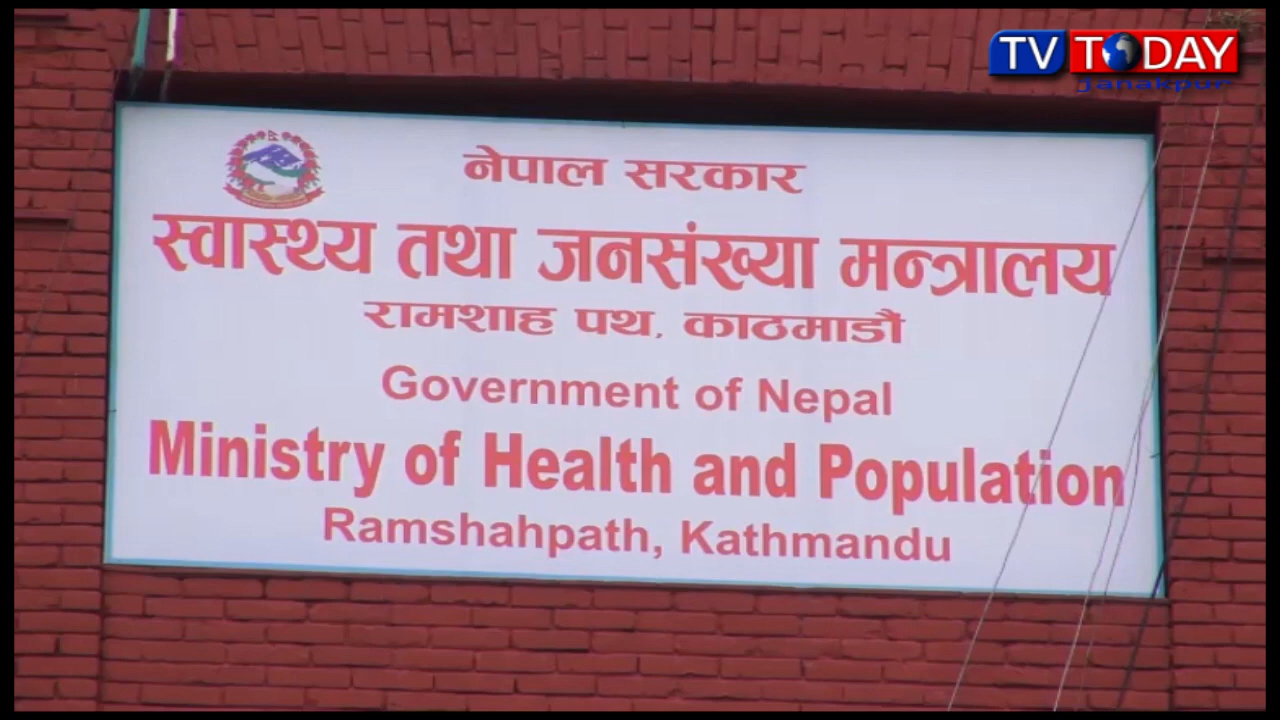 TV TODAY
Janakpur
नेपाल सरकार
स्वास्थ्य तथा जनसंख्या मन्त्रालय
रामशाह पथ, काठमाडौं
Government of Nepal
Ministry of Health and Population
Ramshahpath, Kathmandu